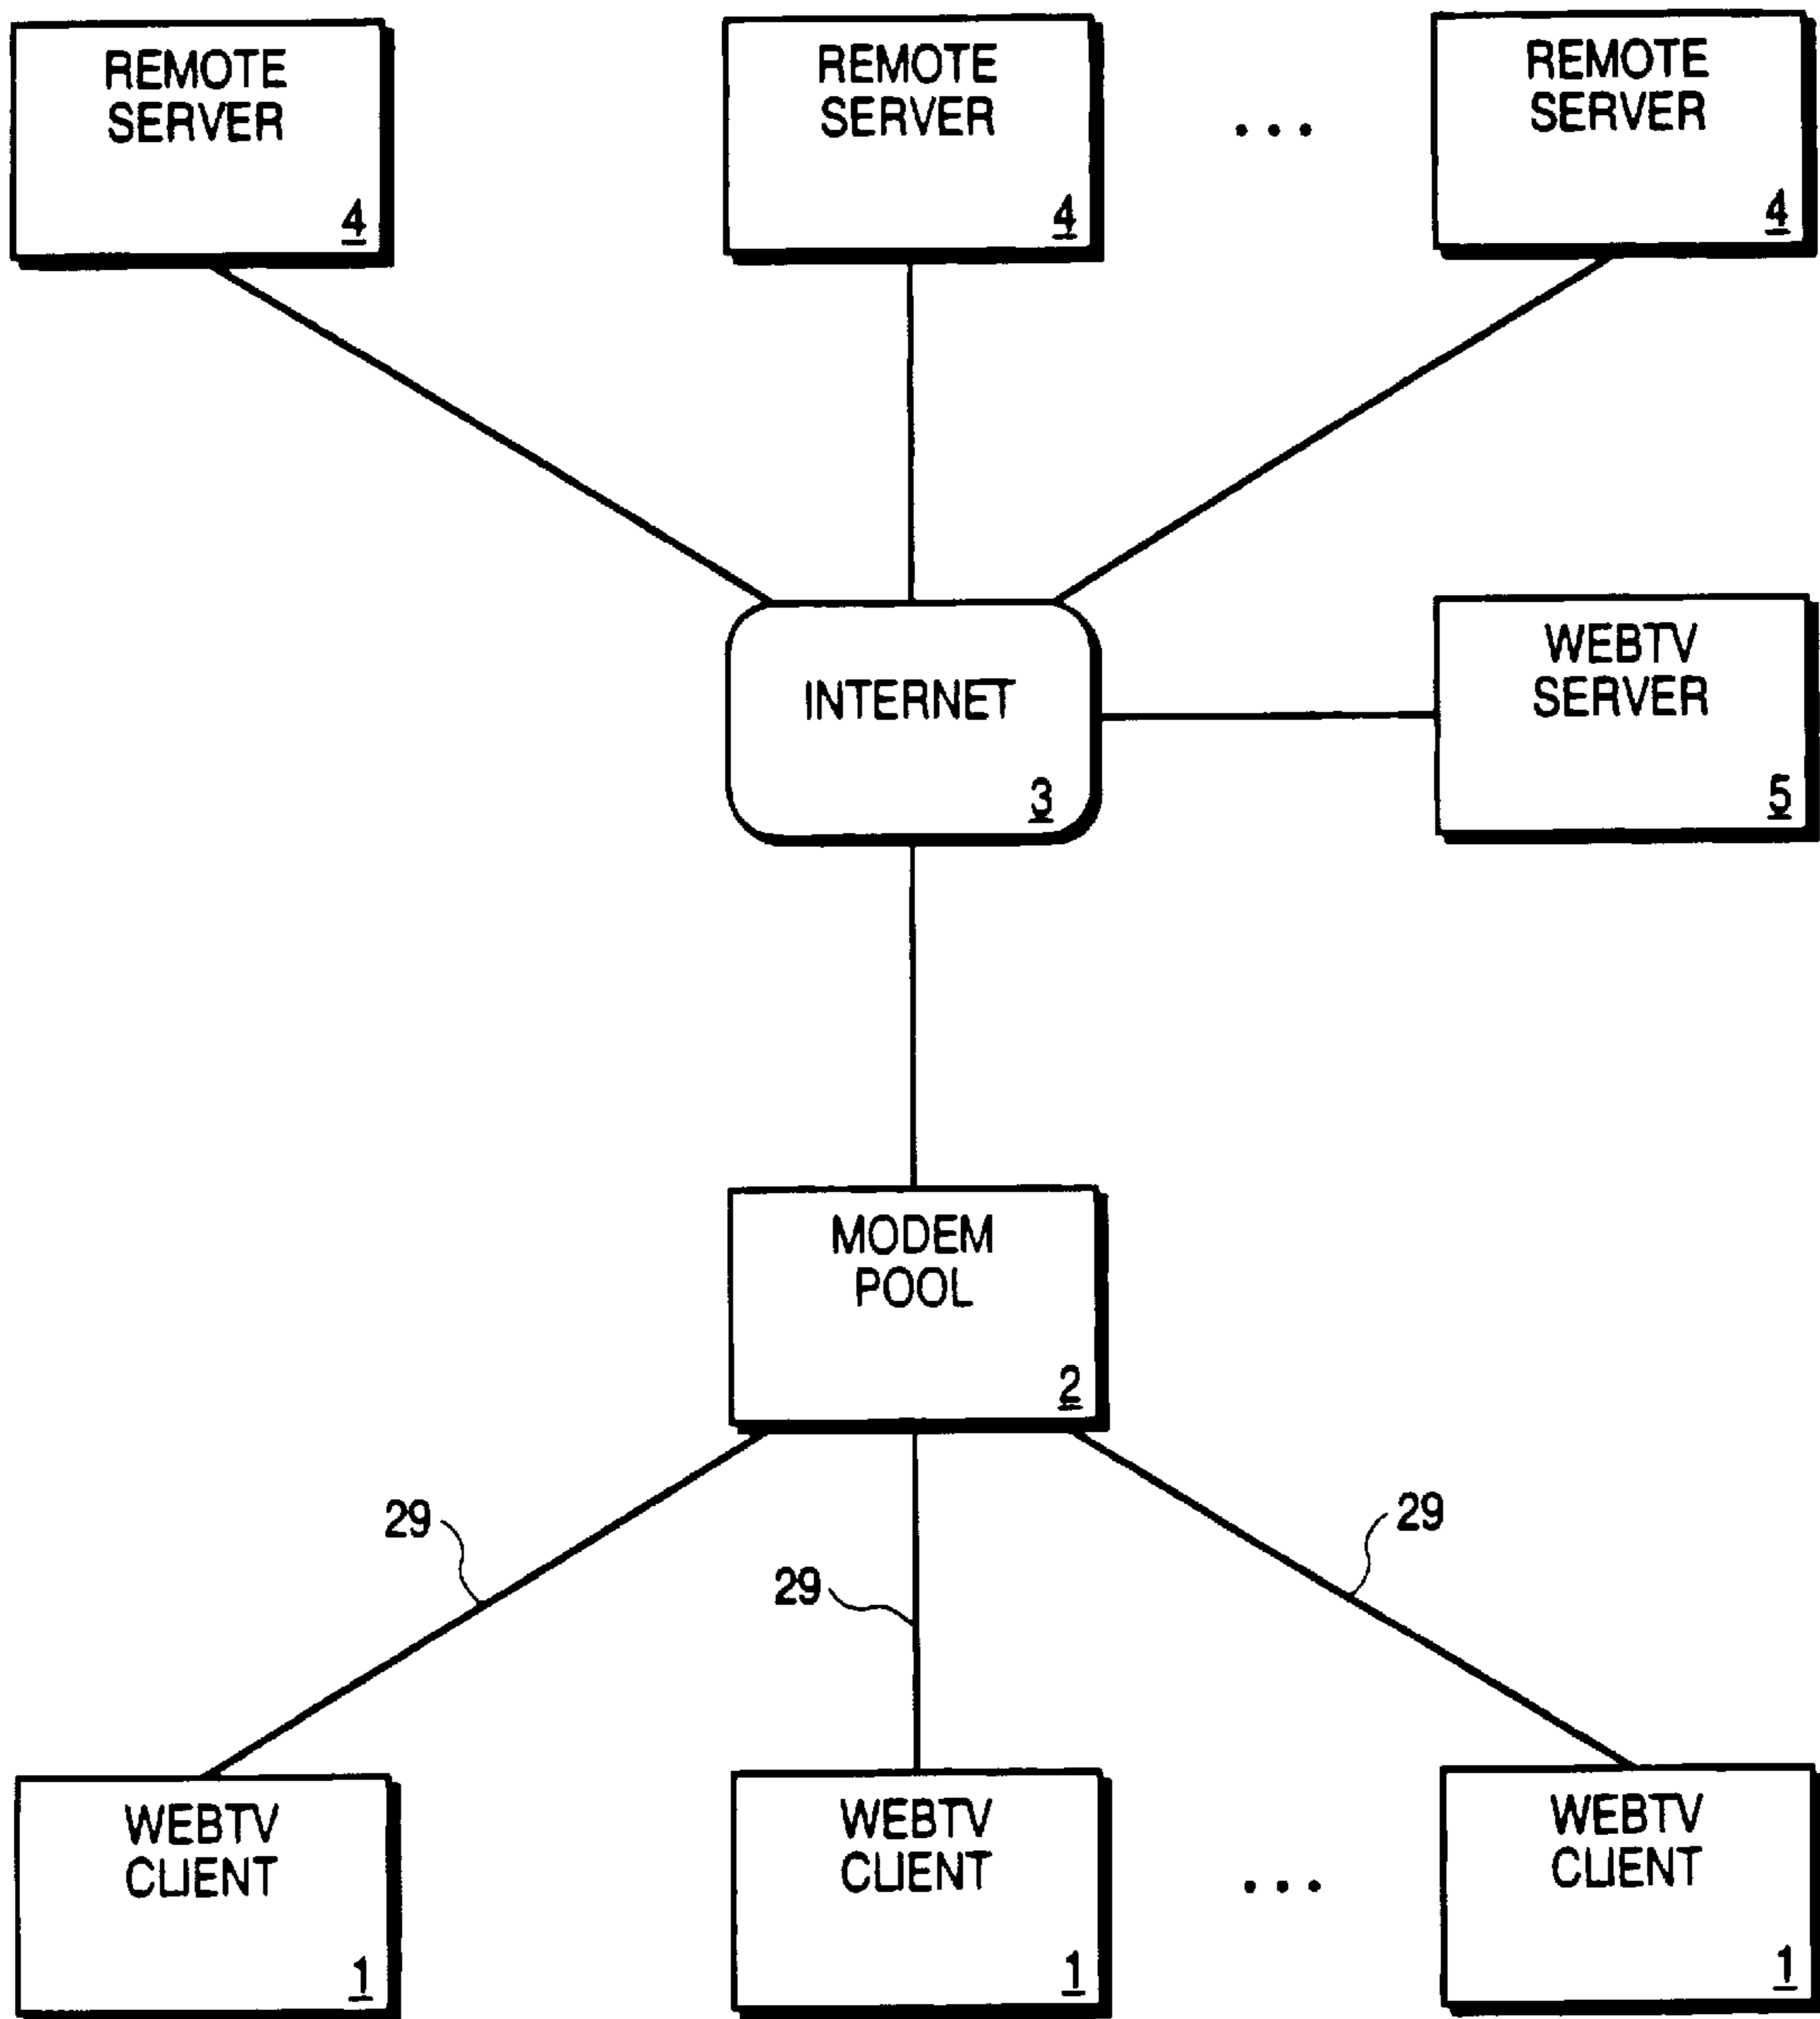 REMOTE
SERVER
4
REMOTE
SERVER
4
...
REMOTE
SERVER
4
INTERNET
3
WEBTV
SERVER
5
MODEM
POOL
2
29
29
29
WEBTV
CLIENT
1
WEBTV
CLIENT
1
...
WEBTV
CLIENT
1